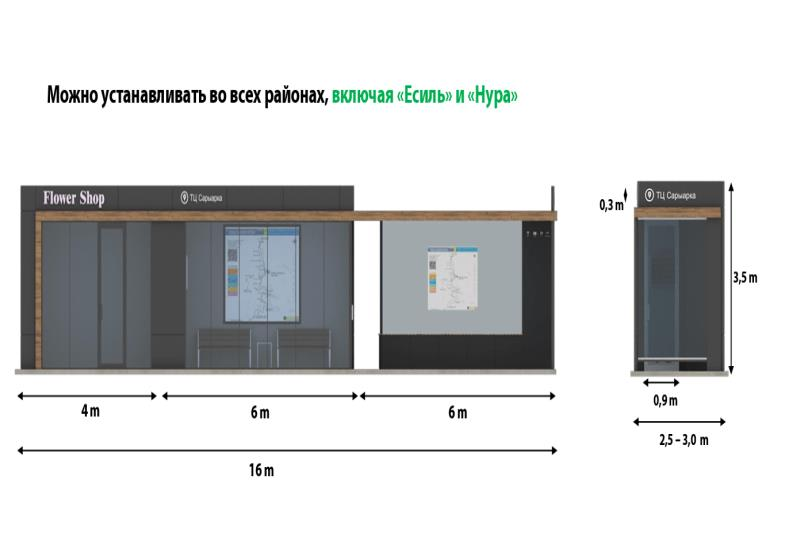 Можно устанавливать во всех районах, включая «Есиль» и «Нура»
Flower Shop
ТЦ Сарыарка
ТЦ Сарыарка
0,3 m
3,5 m
4 m
6 m
6 m
0,9 m
2,5 – 3,0 m
16 m